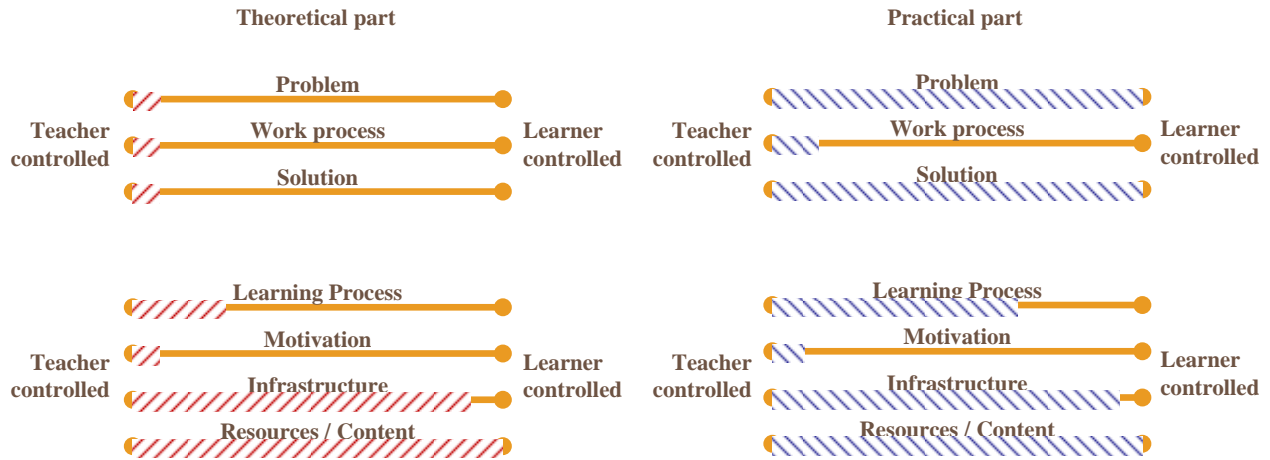 Theoretical part
Practical part
Problem
Work process
Solution
Teacher
controlled
Learner
controlled
Problem
Work process
Solution
Teacher
controlled
Learner
controlled
Learning Process
Motivation
Infrastructure
Resources / Content
Teacher
controlled
Learner
controlled
Learning Process
Motivation
Infrastructure
Resources / Content
Teacher
controlled
Learner
controlled